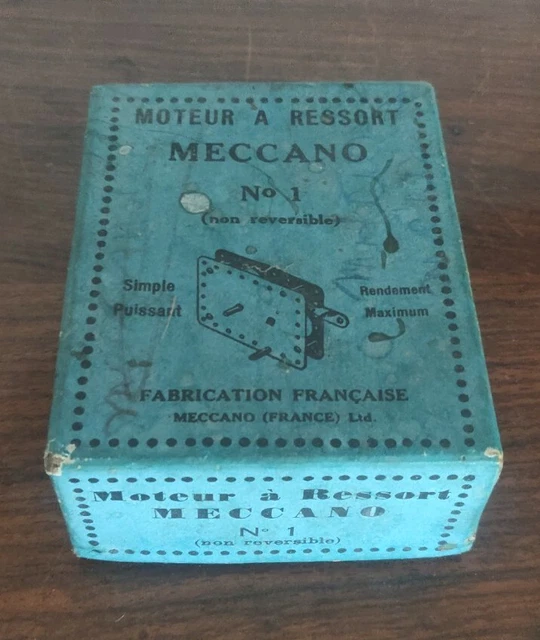 MOTEUR A RESSORT
MECCANO
No 1
(non reversible)
Simple
Puissant
Rendement
Maximum
FABRICATION FRANÇAISE
MECCANO (FRANCE) Ltd.
Moteur à Ressort
MECCANO
No 1
(non reversible)